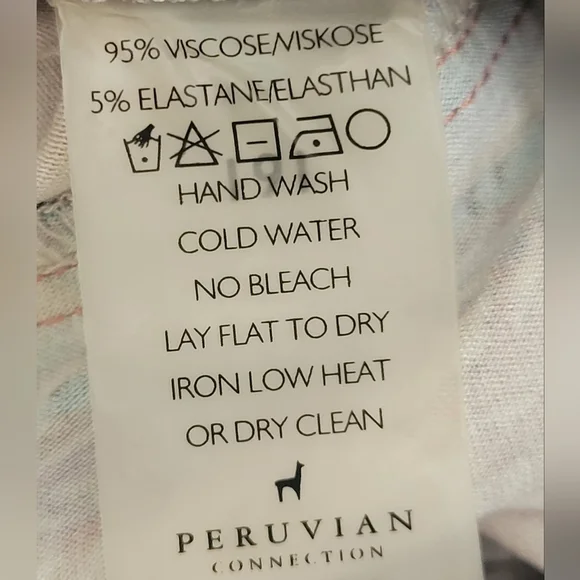 95% VISCOSE/VISKOSE
5% ELASTANE/ELASTHAN
HAND WASH
COLD WATER
NO BLEACH
LAY FLAT TO DRY
IRON LOW HEAT
OR DRY CLEAN
PERUVIAN
CONNECTION